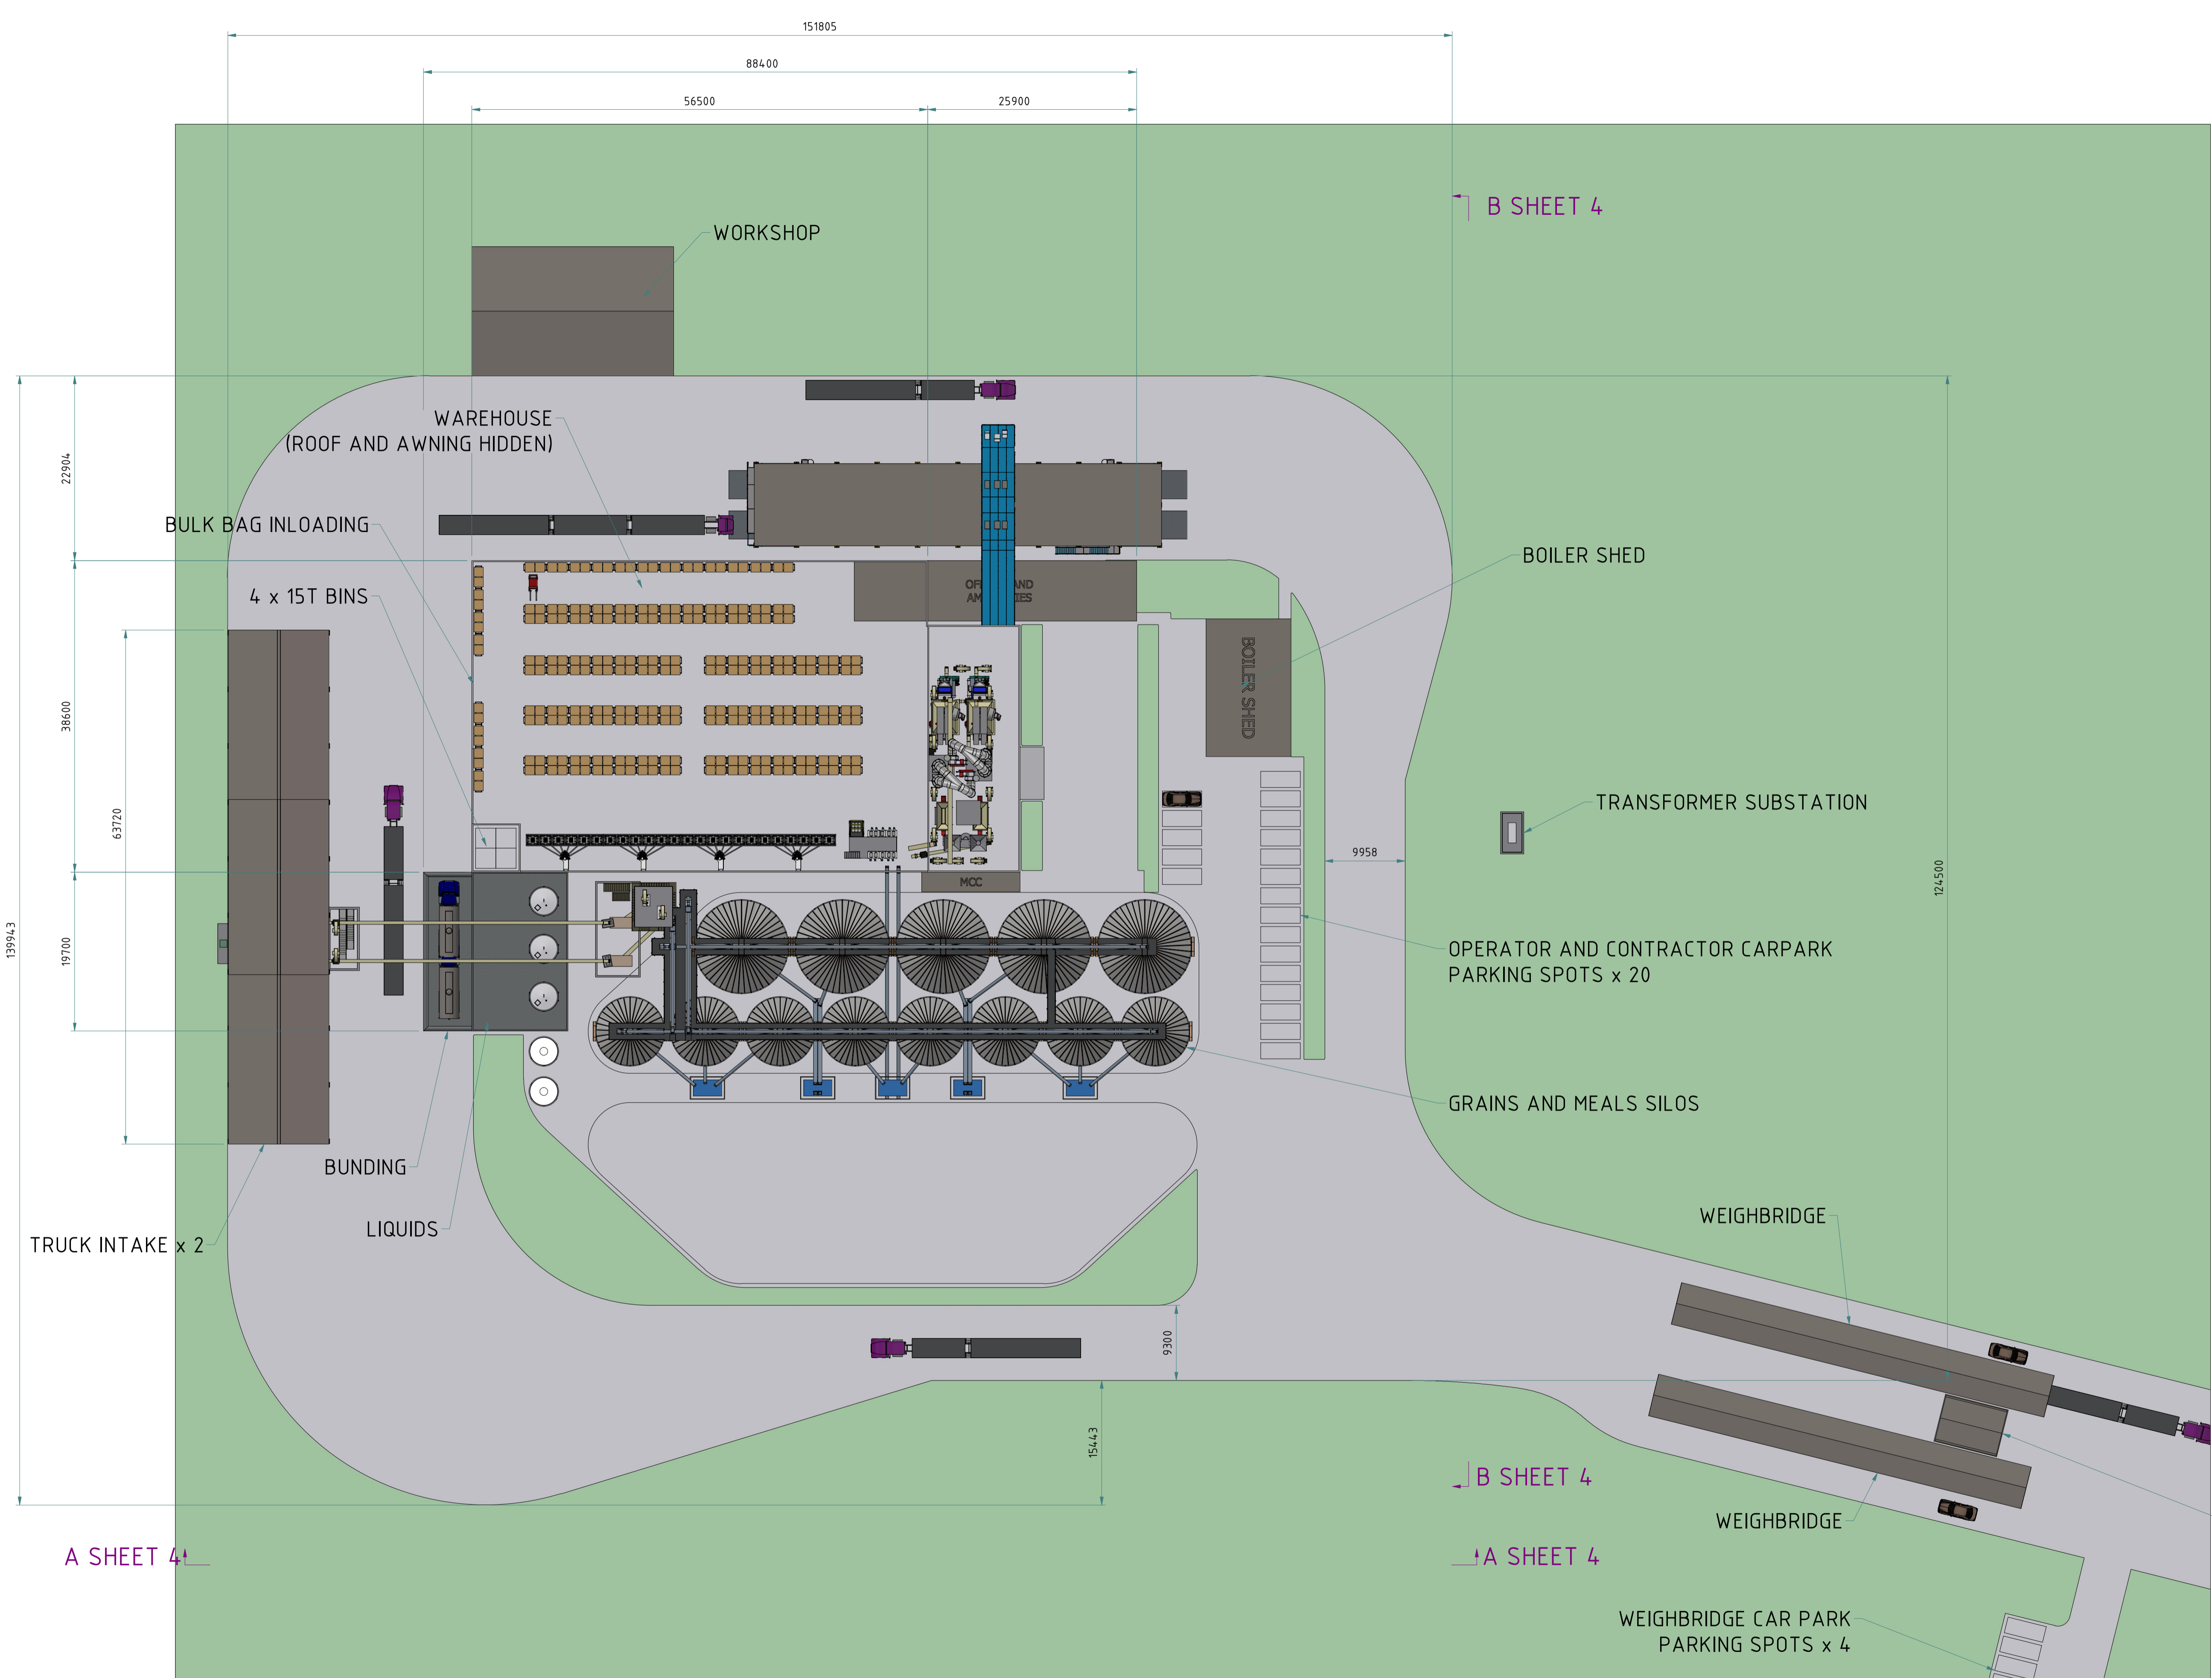 151805
88400
56500
25900
B SHEET 4
WORKSHOP
WAREHOUSE
(ROOF AND AWNING HIDDEN)
22904
BULK BAG INLOADING
BOILER SHED
4 x 15T BINS
BOILER SHED
38600
63720
TRANSFORMER SUBSTATION
9958
124500
MCC
139943
19700
OPERATOR AND CONTRACTOR CARPARK
PARKING SPOTS x 20
GRAINS AND MEALS SILOS
BUNDING
LIQUIDS
TRUCK INTAKE x 2
WEIGHBRIDGE
9300
15443
B SHEET 4
WEIGHBRIDGE
A SHEET 4
A SHEET 4
WEIGHBRIDGE CAR PARK
PARKING SPOTS x 4